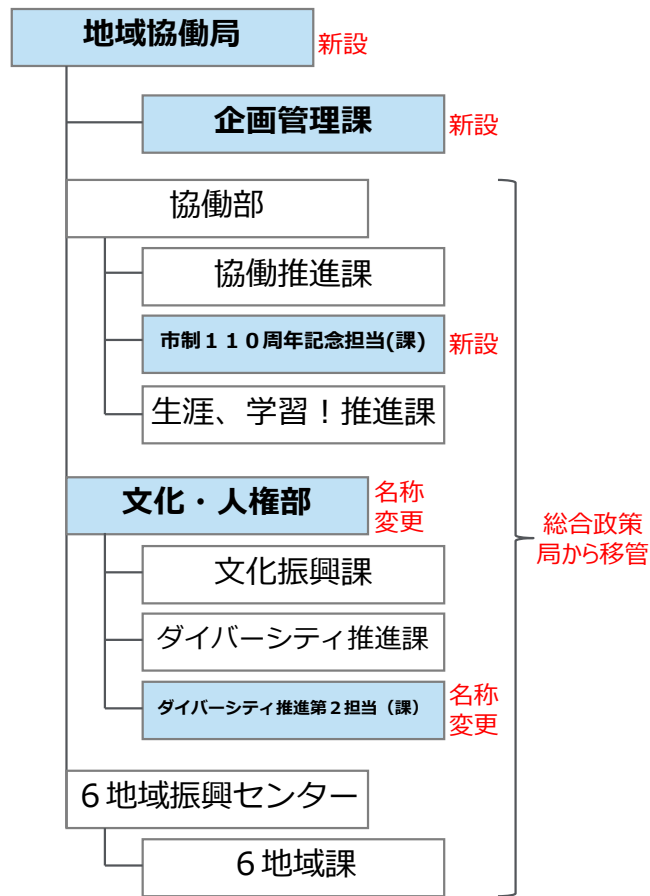 地域協働局
新設
企画管理課
新設
協働部
協働推進課
市制１１０周年記念担当(課)
新設
生涯、学習！推進課
文化・人権部
名称
変更
文化振興課
ダイバーシティ推進課
ダイバーシティ推進第２担当（課）
名称
変更
６地域振興センター
６地域課
総合政策
局から移管